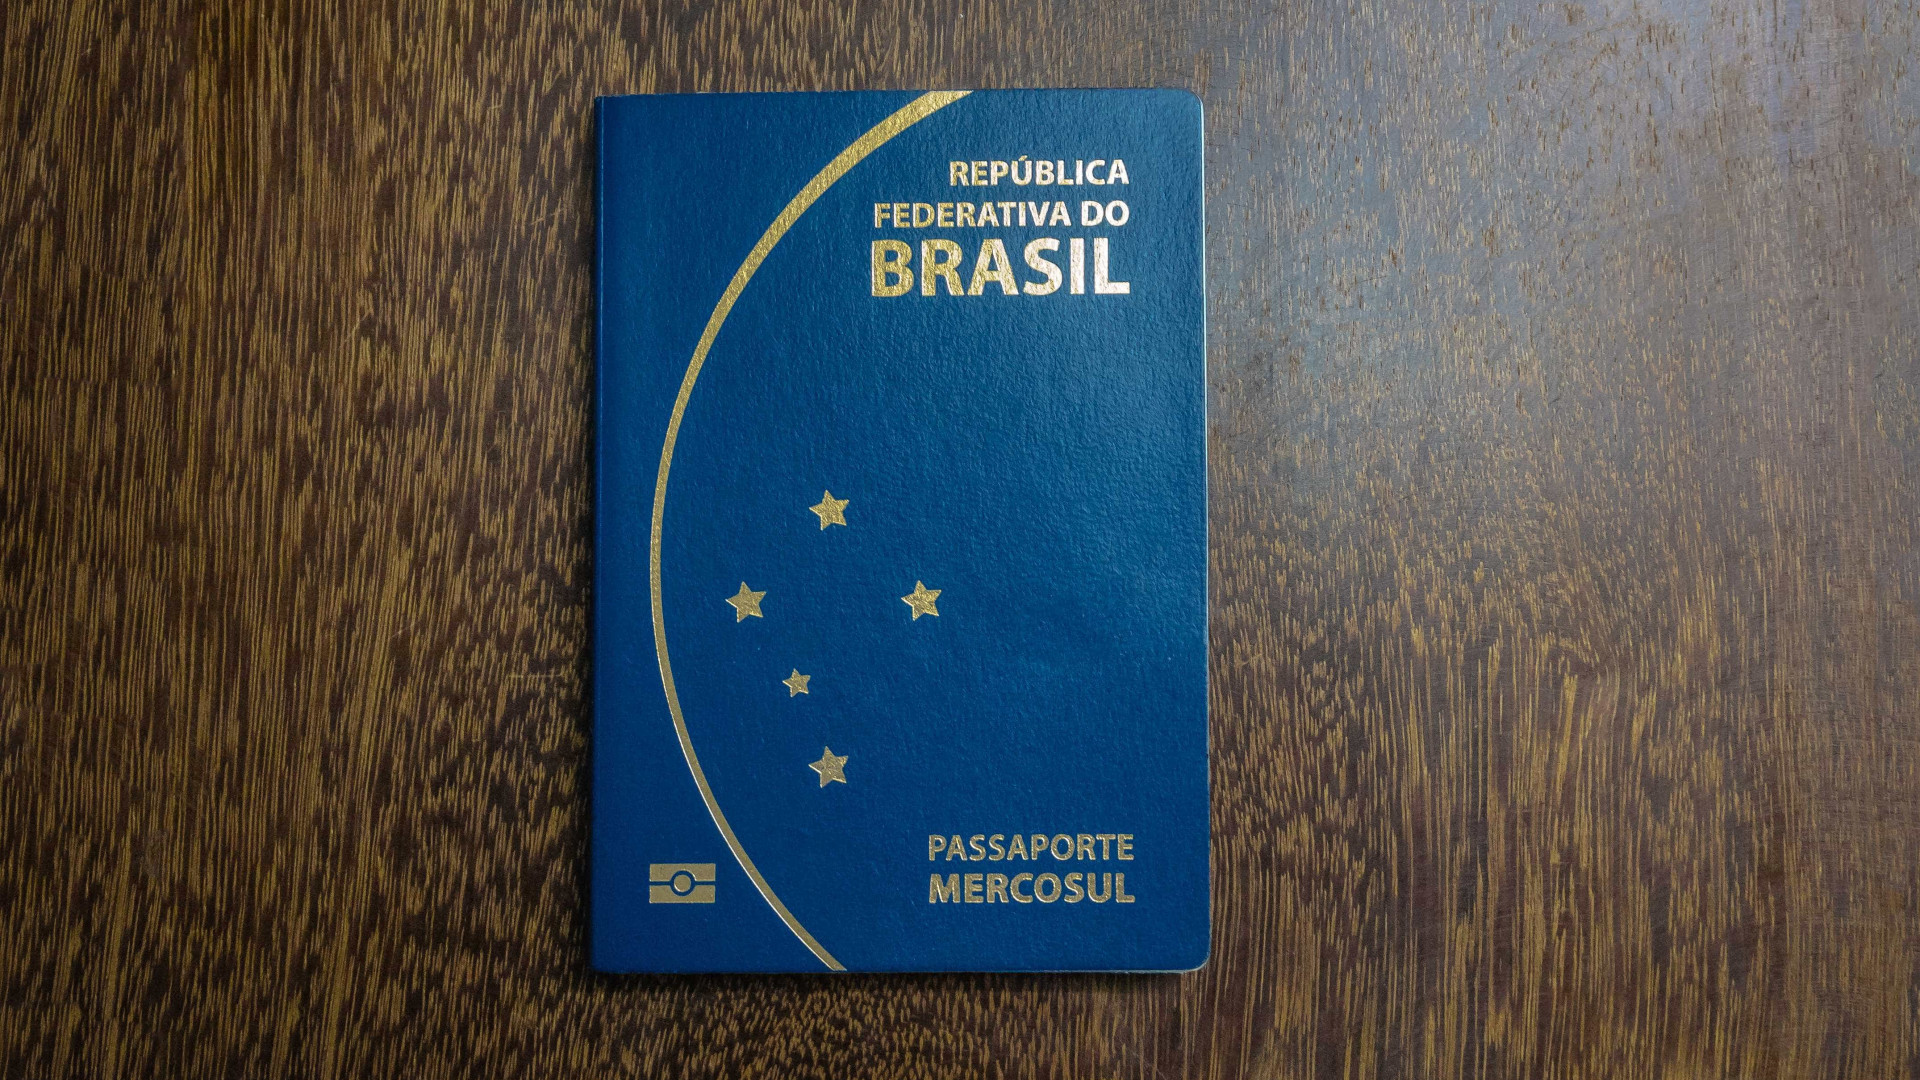 REPÚBLICA
FEDERATIVA DO
BRASIL
PASSAPORTE
MERCOSUL